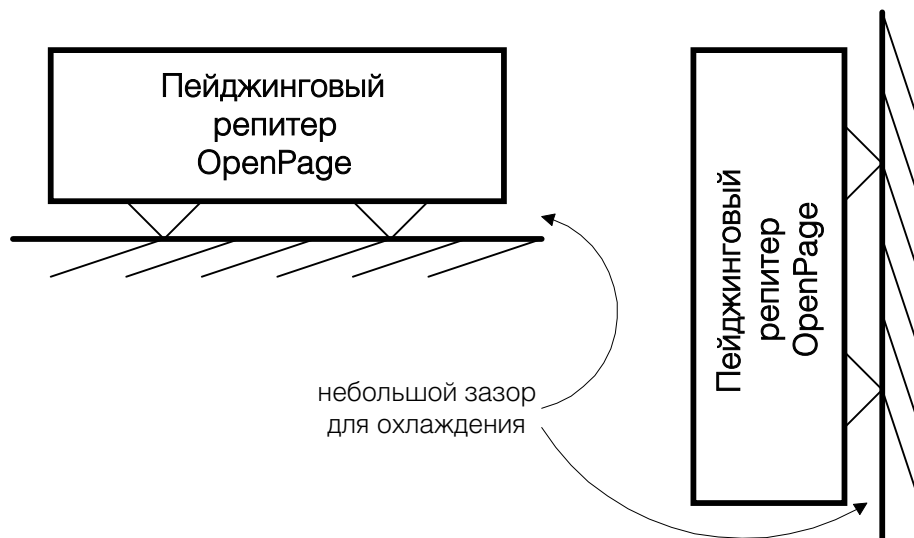 Пейджинговый
репитер
OpenPage
Пейджинговый
репитер
OpenPage
небольшой зазор
для охлаждения